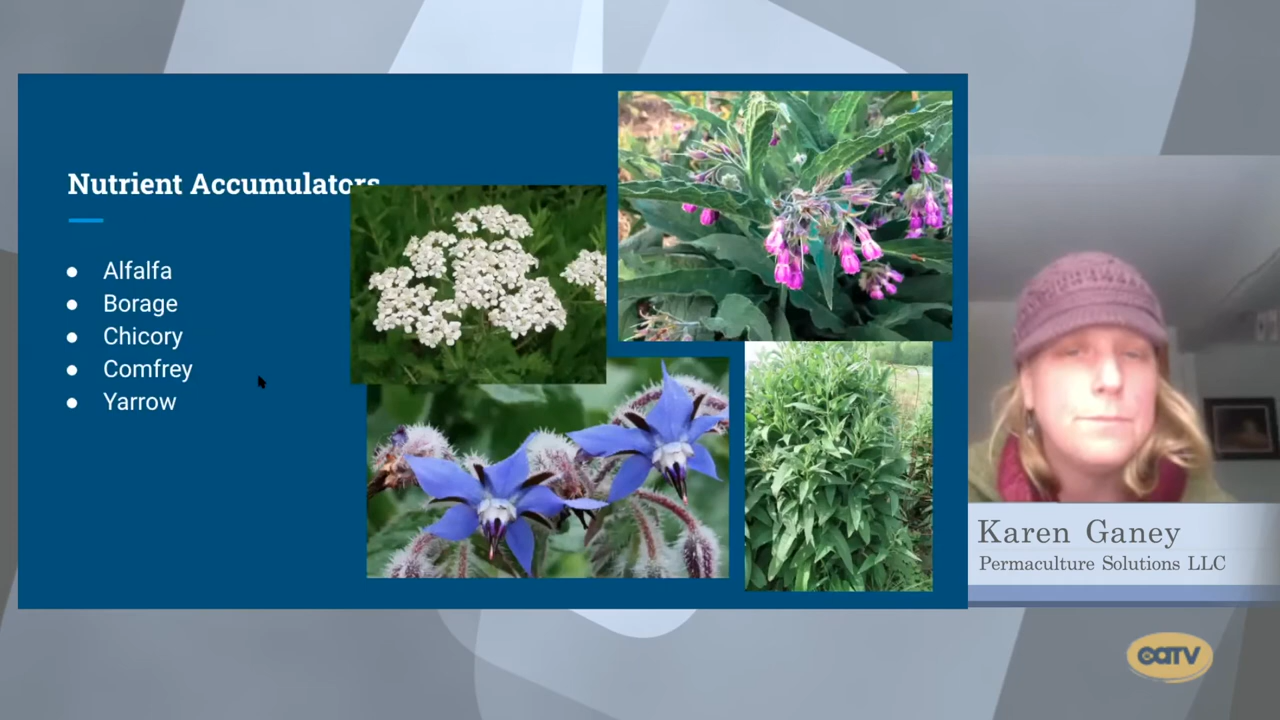 Nutrient Accumulators
● Alfalfa
● Borage
● Chicory
● Comfrey
● Yarrow
Karen Ganey
Permaculture Solutions LLC
CATV